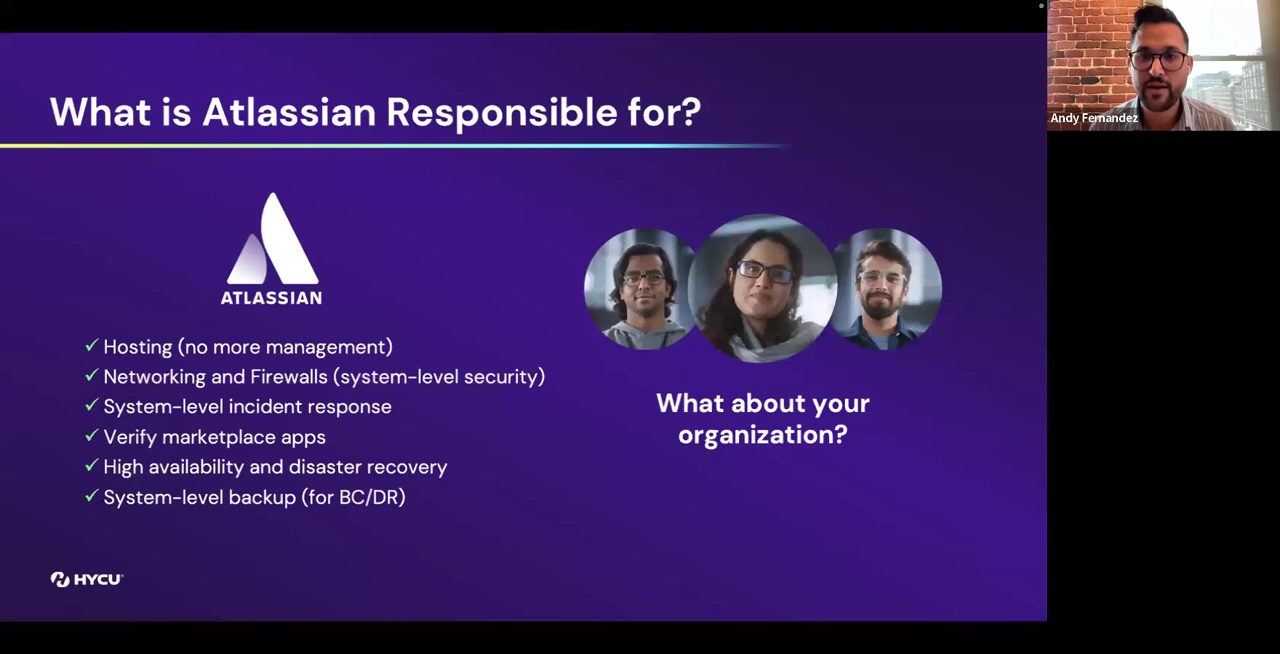 What is Atlassian Responsible for?
ATLASSIAN
✓ Hosting (no more management)
✓ Networking and Firewalls (system-level security)
✓ System-level incident response
✓ Verify marketplace apps
✓ High availability and disaster recovery
✓ System-level backup (for BC/DR)
What about your
organization?
HYCU®
Andy Fernandez